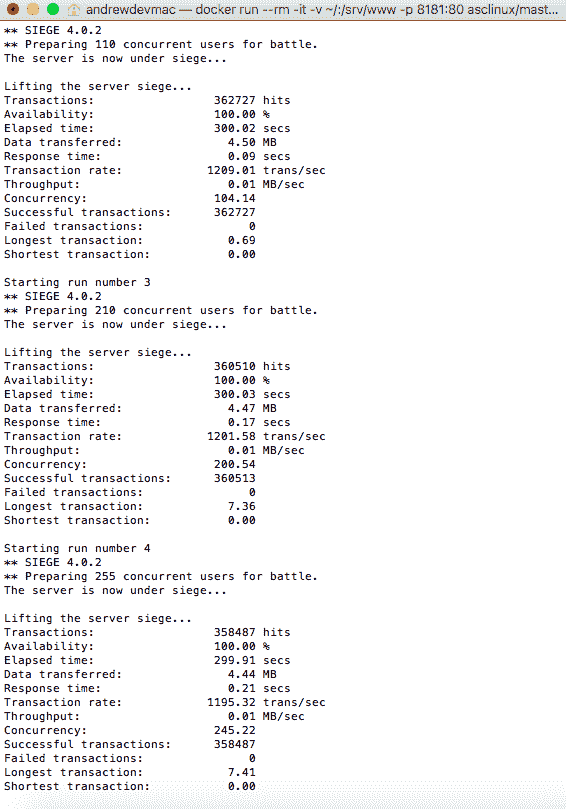 andrewdevmac — docker run --rm -it -v ~/:/srv/www -p 8181:80 asclinux/mast...
** SIEGE 4.0.2
** Preparing 110 concurrent users for battle.
The server is now under siege...
Lifting the server siege...
Transactions: 362727 hits
Availability: 100.00 %
Elapsed time: 300.02 secs
Data transferred: 4.50 MB
Response time: 0.09 secs
Transaction rate: 1209.01 trans/sec
Throughput: 0.01 MB/sec
Concurrency: 104.14
Successful transactions: 362727
Failed transactions: 0
Longest transaction: 0.69
Shortest transaction: 0.00
Starting run number 3
** SIEGE 4.0.2
** Preparing 210 concurrent users for battle.
The server is now under siege...
Lifting the server siege...
Transactions: 360510 hits
Availability: 100.00 %
Elapsed time: 300.03 secs
Data transferred: 4.47 MB
Response time: 0.17 secs
Transaction rate: 1201.58 trans/sec
Throughput: 0.01 MB/sec
Concurrency: 200.54
Successful transactions: 360513
Failed transactions: 0
Longest transaction: 7.36
Shortest transaction: 0.00
Starting run number 4
** SIEGE 4.0.2
** Preparing 255 concurrent users for battle.
The server is now under siege...
Lifting the server siege...
Transactions: 358487 hits
Availability: 100.00 %
Elapsed time: 299.91 secs
Data transferred: 4.44 MB
Response time: 0.21 secs
Transaction rate: 1195.32 trans/sec
Throughput: 0.01 MB/sec
Concurrency: 245.22
Successful transactions: 358487
Failed transactions: 0
Longest transaction: 7.41
Shortest transaction: 0.00